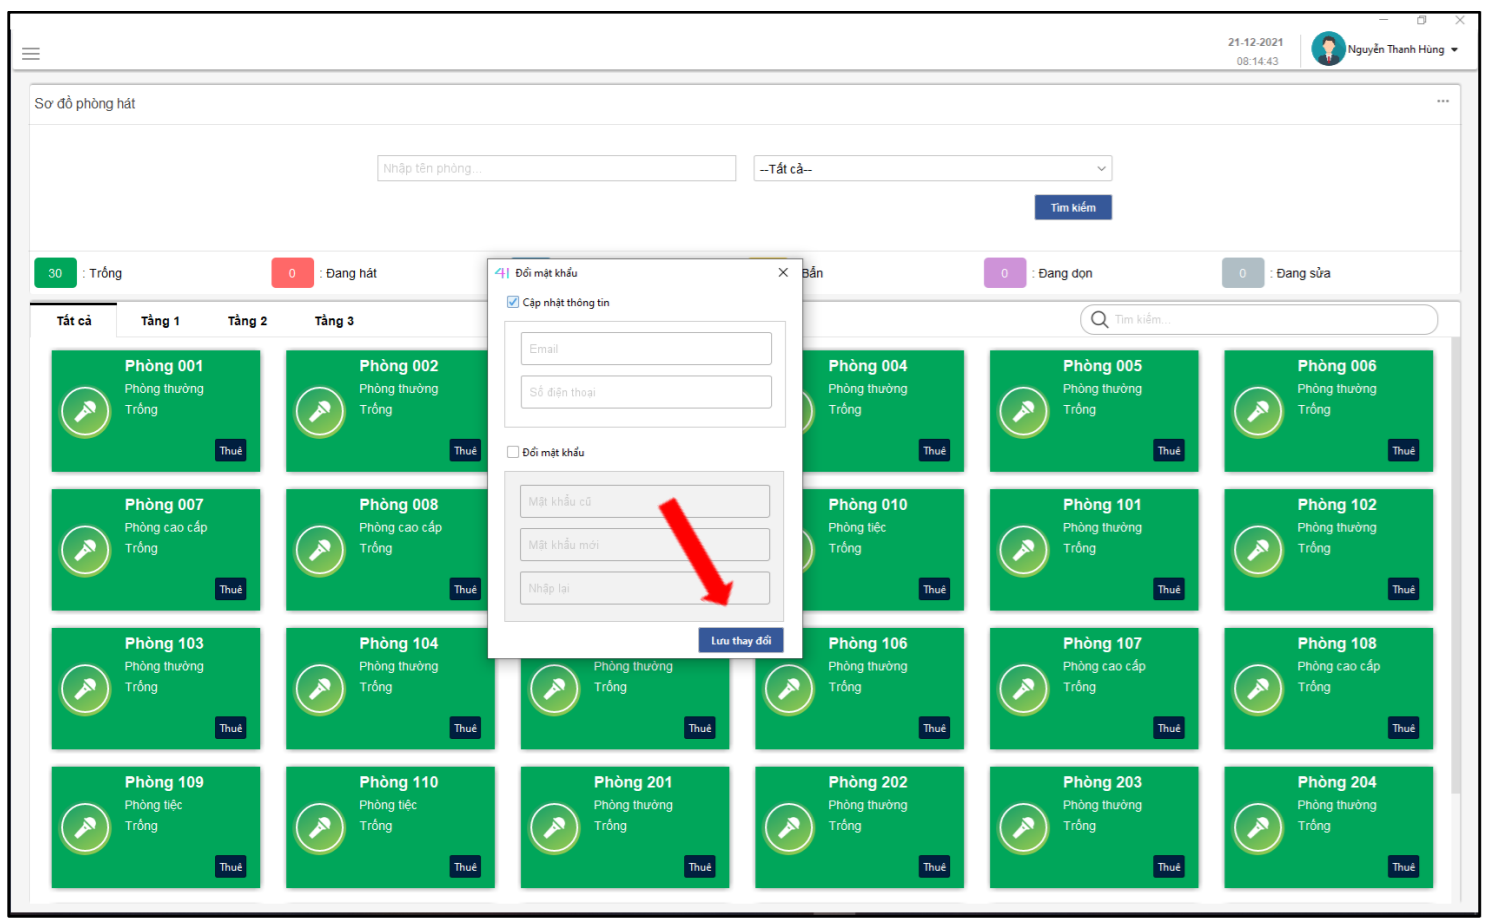 21-12-2021
08:14:43
Nguyễn Thanh Hùng
Sơ đồ phòng hát
Nhập tên phòng...
--Tất cả--
Tìm kiếm
30 : Trống
0 : Đang hát
Bẩn
0 : Đang dọn
0 : Đang sửa
Tất cả
Tầng 1
Tầng 2
Tầng 3
Tìm kiếm...
Đổi mật khẩu
Cập nhật thông tin
Email
Số điện thoại
Đổi mật khẩu
Mật khẩu cũ
Mật khẩu mới
Nhập lại
Lưu thay đổi
Phòng 001
Phòng thường
Trống
Thuê
Phòng 002
Phòng thường
Trống
Thuê
Phòng 004
Phòng thường
Trống
Thuê
Phòng 005
Phòng thường
Trống
Thuê
Phòng 006
Phòng thường
Trống
Thuê
Phòng 007
Phòng cao cấp
Trống
Thuê
Phòng 008
Phòng cao cấp
Trống
Thuê
Phòng 010
Phòng tiệc
Trống
Thuê
Phòng 101
Phòng thường
Trống
Thuê
Phòng 102
Phòng thường
Trống
Thuê
Phòng 103
Phòng thường
Trống
Thuê
Phòng 104
Phòng thường
Trống
Thuê
Phòng thường
Trống
Thuê
Phòng 106
Phòng thường
Trống
Thuê
Phòng 107
Phòng cao cấp
Trống
Thuê
Phòng 108
Phòng cao cấp
Trống
Thuê
Phòng 109
Phòng tiệc
Trống
Thuê
Phòng 110
Phòng tiệc
Trống
Thuê
Phòng 201
Phòng thường
Trống
Thuê
Phòng 202
Phòng thường
Trống
Thuê
Phòng 203
Phòng thường
Trống
Thuê
Phòng 204
Phòng thường
Trống
Thuê